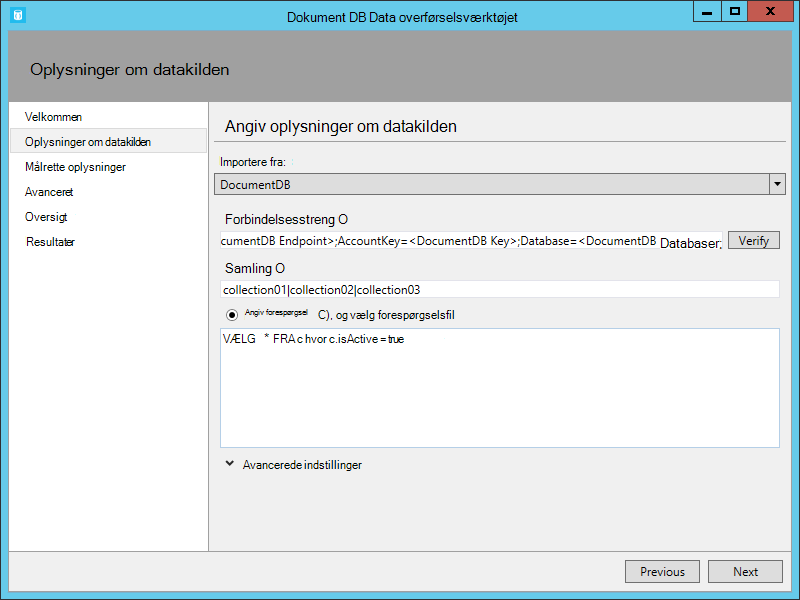 Dokument DB Data overførselsværktøjet
X
Oplysninger om datakilden
Velkommen
Oplysninger om datakilden
Målrette oplysninger
Avanceret
Oversigt
Resultater
Angiv oplysninger om datakilden
Importere fra:
DocumentDB
Forbindelsesstreng O
cumentDB Endpoint>;AccountKey=<DocumentDB Key>;Database=<DocumentDB Databaser; Verify
Samling O
collection01|collection02|collection03
Angiv forespørgsel C), og vælg forespørgselsfil
VÆLG * FRA c hvor c.isActive = true
Avancerede indstillinger
Previous Next